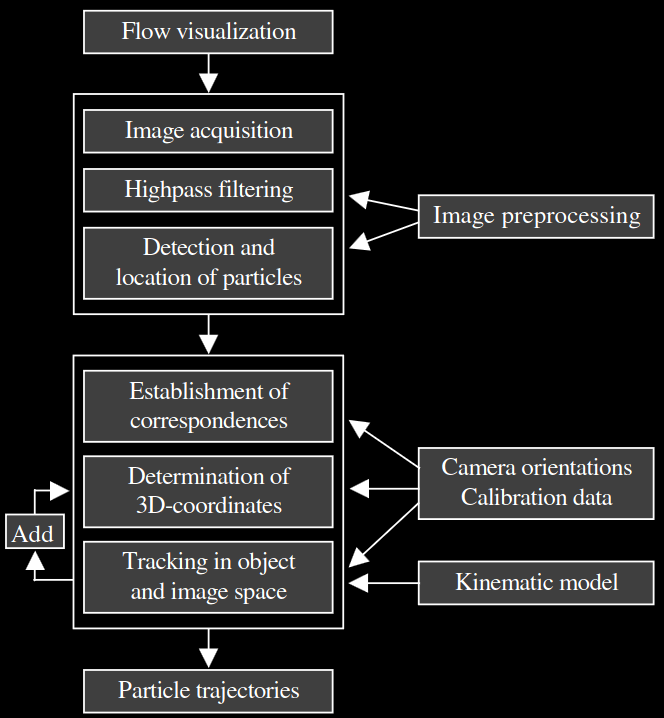 Flow visualization
Image acquisition
Highpass filtering
Detection and
location of particles
Image preprocessing
Establishment of
correspondences
Determination of
3D-coordinates
Tracking in object
and image space
Add
Camera orientations
Calibration data
Kinematic model
Particle trajectories